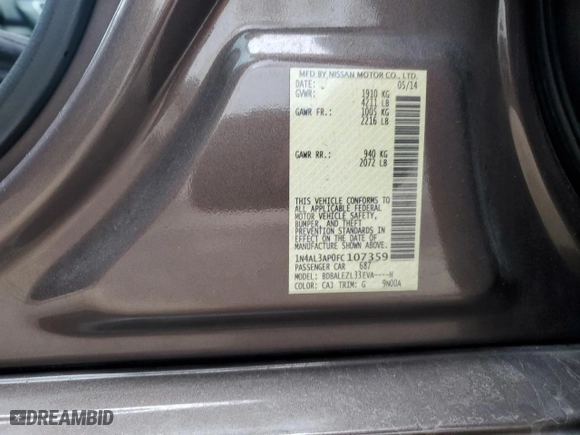 MFD BY NISSAN MOTOR CO., LTD.
DATE: 05/14
GVWR: 1910 KG
4211 LB
GAWR FR.: 1005 KG
2216 LB
GAWR RR.: 940 KG
2072 LB
THIS VEHICLE CONFORMS TO
ALL APPLICABLE FEDERAL
MOTOR VEHICLE SAFETY,
BUMPER, AND THEFT
PREVENTION STANDARDS IN
EFFECT ON THE DATE OF
MANUFACTURE SHOWN ABOVE.
1N4AL3AP0FC107359
PASSENGER CAR 687
MODEL: BDBALEZL33EVA----H
COLOR: CAJ TRIM: G 9N00A
DREAMBID